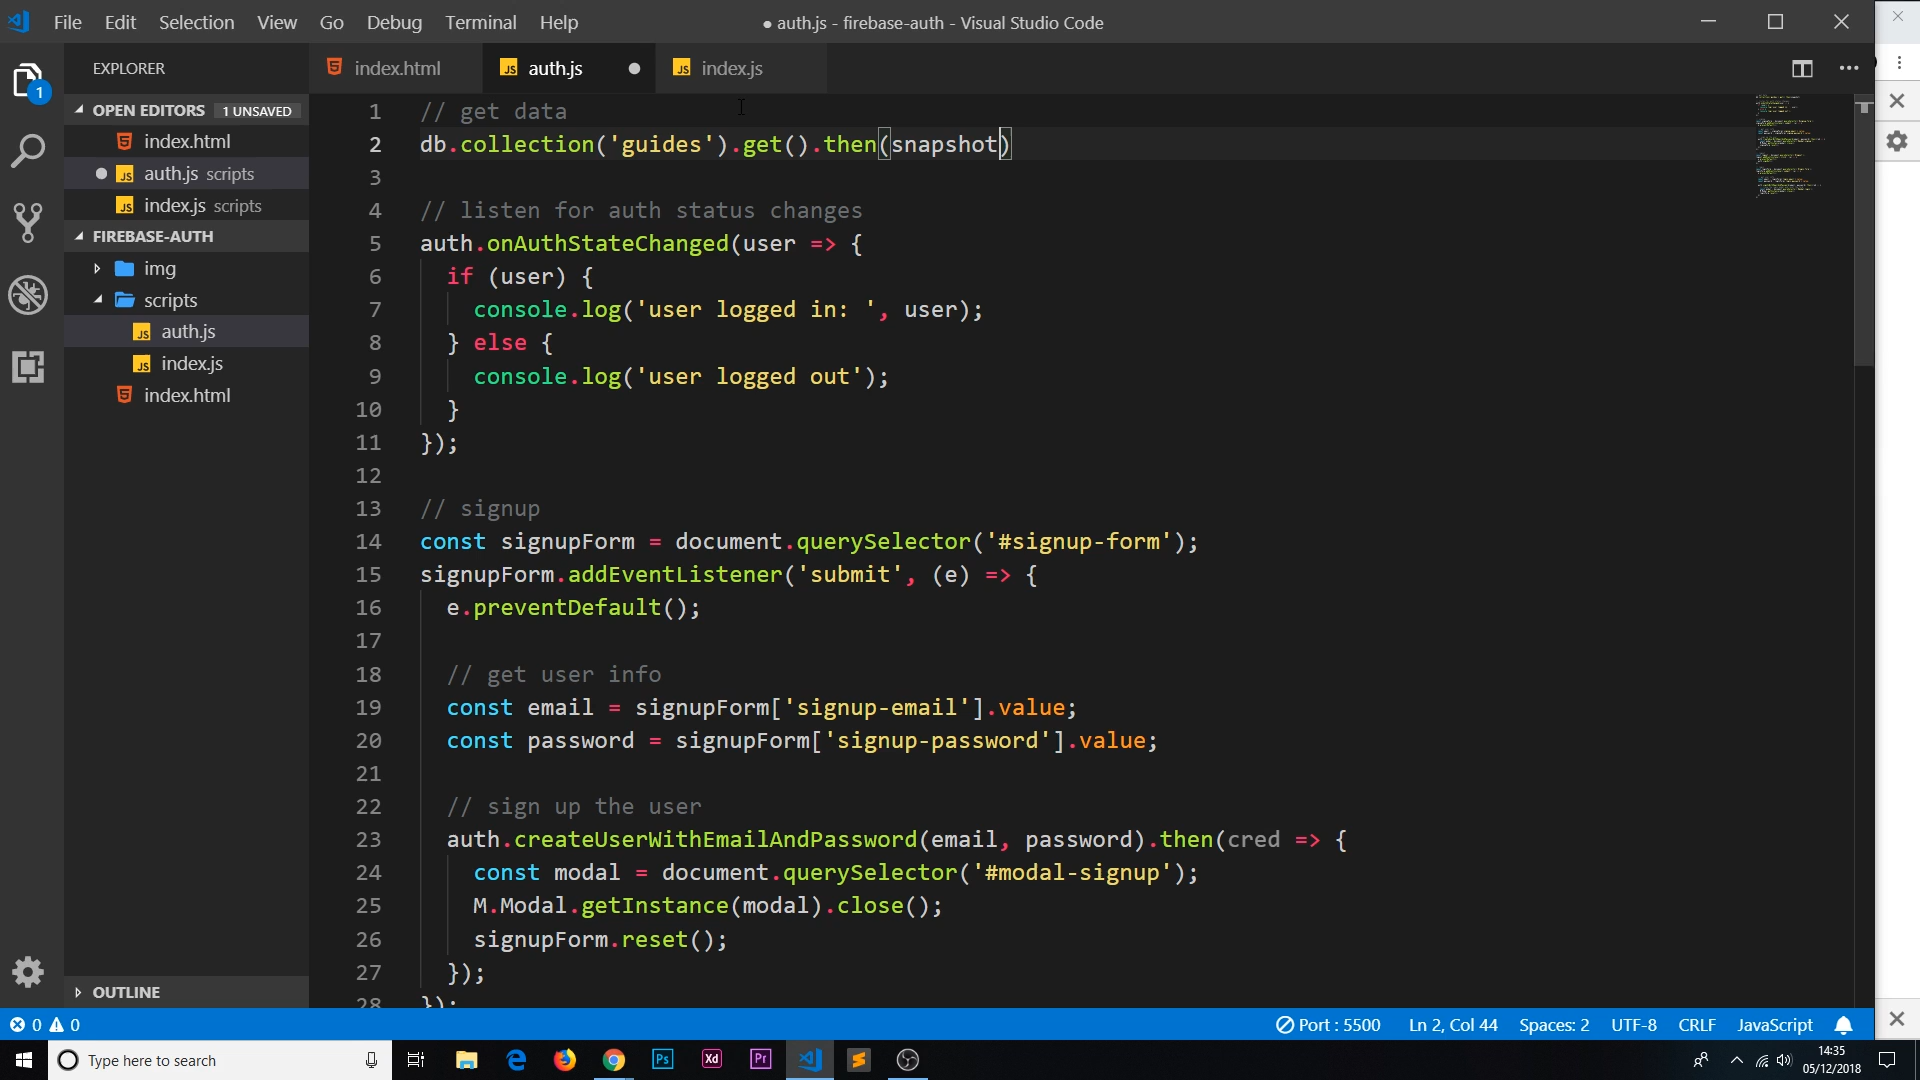 File Edit Selection View Go Debug Terminal Help
● auth.js - firebase-auth - Visual Studio Code
EXPLORER
index.html
auth.js
index.js
OPEN EDITORS 1 UNSAVED
index.html
auth.js scripts
index.js scripts
FIREBASE-AUTH
img
scripts
auth.js
index.js
index.html
OUTLINE
1 // get data
2 db.collection('guides').get().then(snapshot)
3
4 // listen for auth status changes
5 auth.onAuthStateChanged(user => {
6 if (user) {
7 console.log('user logged in: ', user);
8 } else {
9 console.log('user logged out');
10 }
11 });
12
13 // signup
14 const signupForm = document.querySelector('#signup-form');
15 signupForm.addEventListener('submit', (e) => {
16 e.preventDefault();
17
18 // get user info
19 const email = signupForm['signup-email'].value;
20 const password = signupForm['signup-password'].value;
21
22 // sign up the user
23 auth.createUserWithEmailAndPassword(email, password).then(cred => {
24 const modal = document.querySelector('#modal-signup');
25 M.Modal.getInstance(modal).close();
26 signupForm.reset();
27 });
28 });
1
0 0
Port : 5500 Ln 2, Col 44 Spaces: 2 UTF-8 CRLF JavaScript
Type here to search
Ps Xd Pr
14:35
05/12/2018